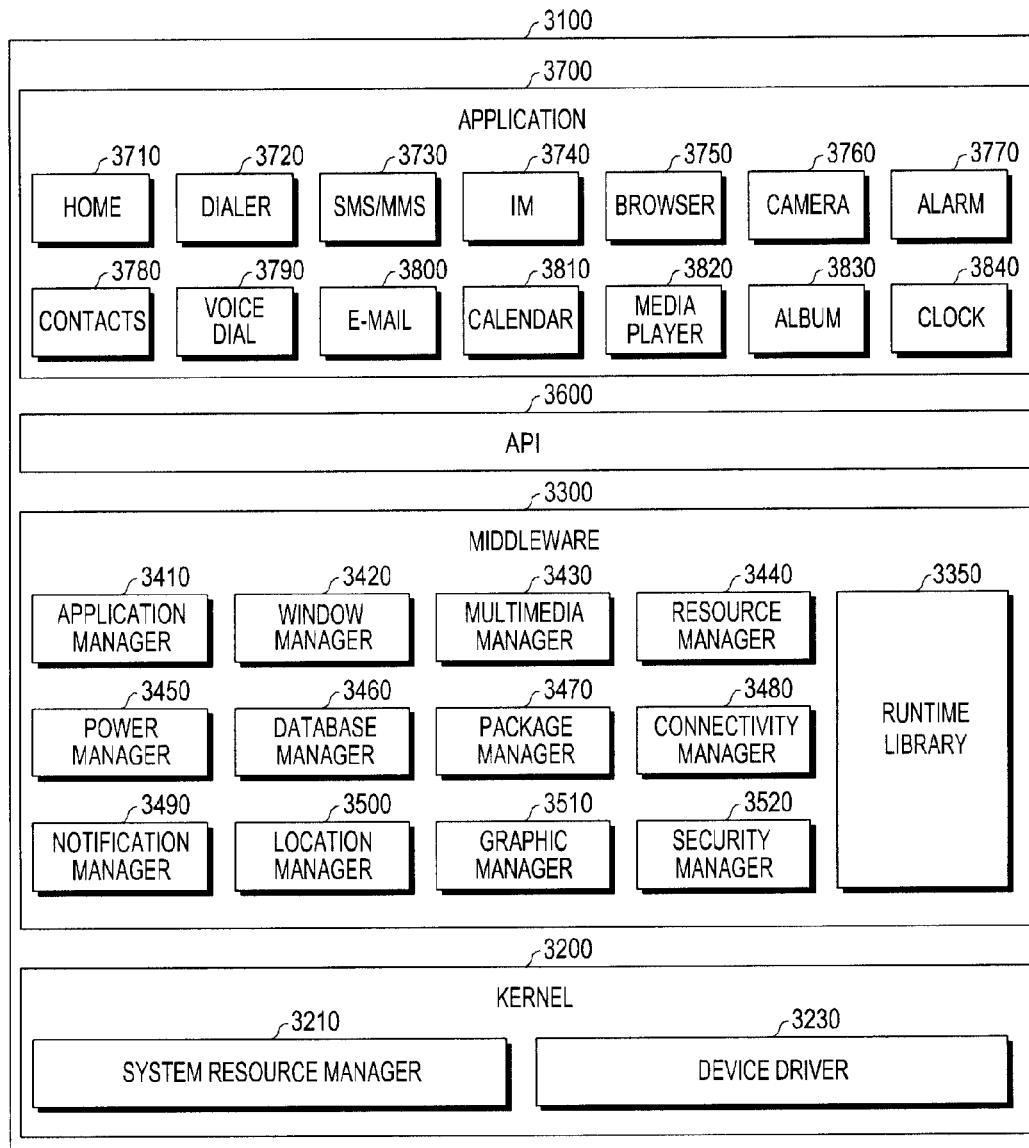 3100
3700
APPLICATION
3710 3720 3730 3740 3750 3760 3770
HOME DIALER SMS/MMS IM BROWSER CAMERA ALARM
3780 3790 3800 3810 3820 3830 3840
CONTACTS VOICE DIAL E-MAIL CALENDAR MEDIA PLAYER ALBUM CLOCK
3600
API
3300
MIDDLEWARE
3410 3420 3430 3440 3350
APPLICATION MANAGER WINDOW MANAGER MULTIMEDIA MANAGER RESOURCE MANAGER
3450 3460 3470 3480
POWER MANAGER DATABASE MANAGER PACKAGE MANAGER CONNECTIVITY MANAGER RUNTIME LIBRARY
3490 3500 3510 3520
NOTIFICATION MANAGER LOCATION MANAGER GRAPHIC MANAGER SECURITY MANAGER
3200
KERNEL
3210 3230
SYSTEM RESOURCE MANAGER DEVICE DRIVER